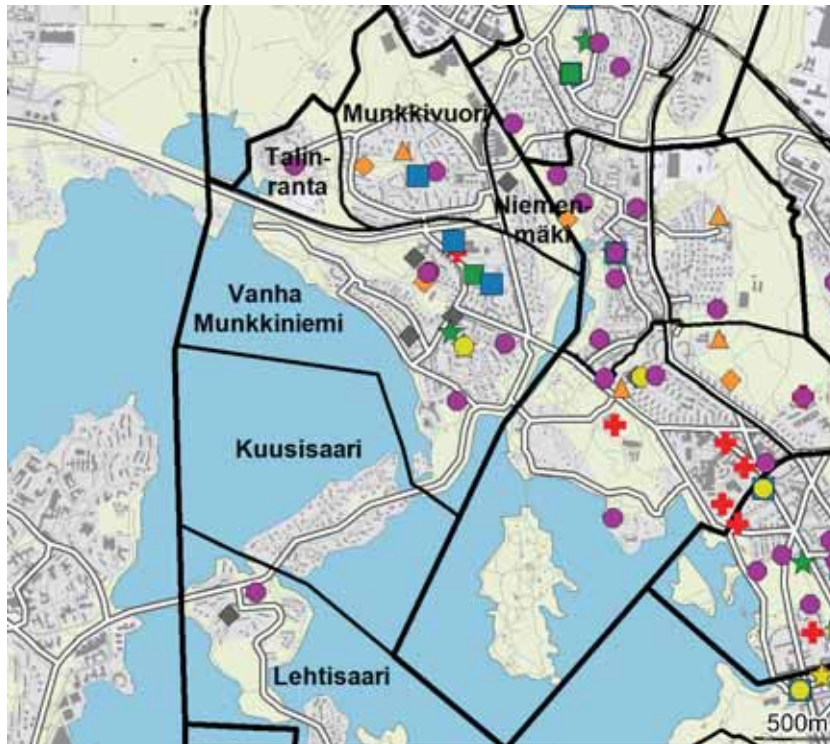 Munkkivuori
Talin-
ranta
Niemen-
mäki
Vanha
Munkkiniemi
Kuusisaari
Lehtisaari
500m